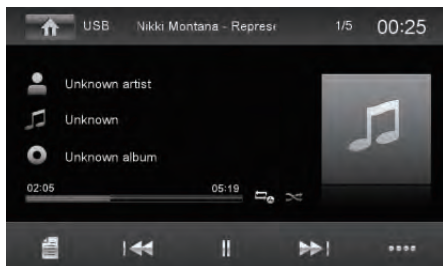 USB Nikki Montana - Represe 1/5 00:25
Unknown artist
Unknown
Unknown album
02:05 05:19